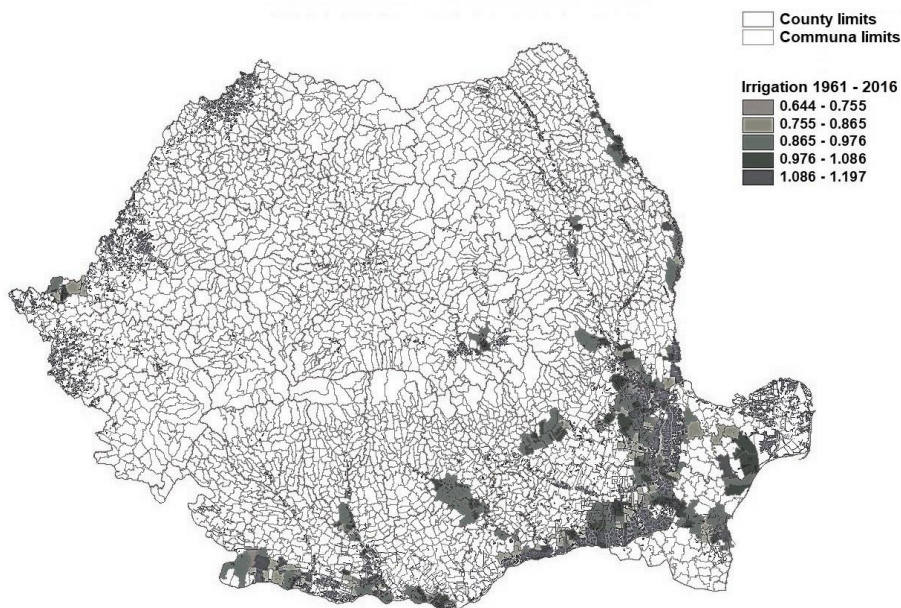 County limits
Communa limits
Irrigation 1961 - 2016
0.644 - 0.755
0.755 - 0.865
0.865 - 0.976
0.976 - 1.086
1.086 - 1.197